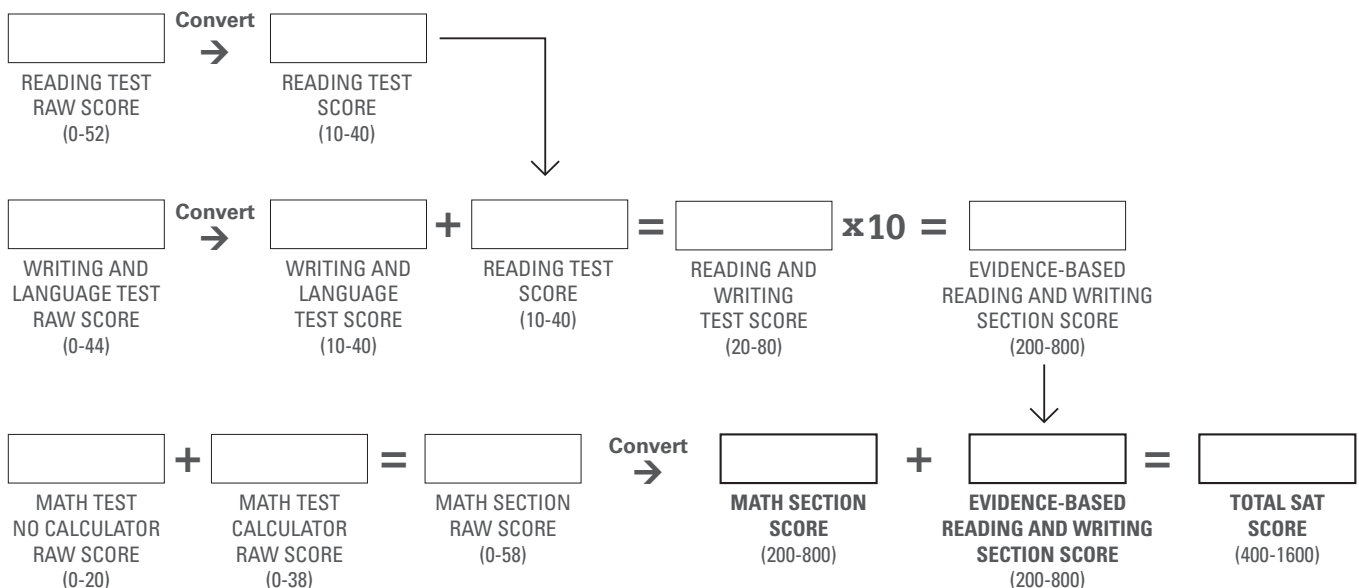 Convert
→
READING TEST
RAW SCORE
(0-52)
READING TEST
SCORE
(10-40)
Convert
→
+
=
x10 =
WRITING AND
LANGUAGE TEST
RAW SCORE
(0-44)
WRITING AND
LANGUAGE
TEST SCORE
(10-40)
READING TEST
SCORE
(10-40)
READING AND
WRITING
TEST SCORE
(20-80)
EVIDENCE-BASED
READING AND WRITING
SECTION SCORE
(200-800)
+
=
Convert
→
+
=
MATH TEST
NO CALCULATOR
RAW SCORE
(0-20)
MATH TEST
CALCULATOR
RAW SCORE
(0-38)
MATH SECTION
RAW SCORE
(0-58)
MATH SECTION
SCORE
(200-800)
EVIDENCE-BASED
READING AND WRITING
SECTION SCORE
(200-800)
TOTAL SAT
SCORE
(400-1600)